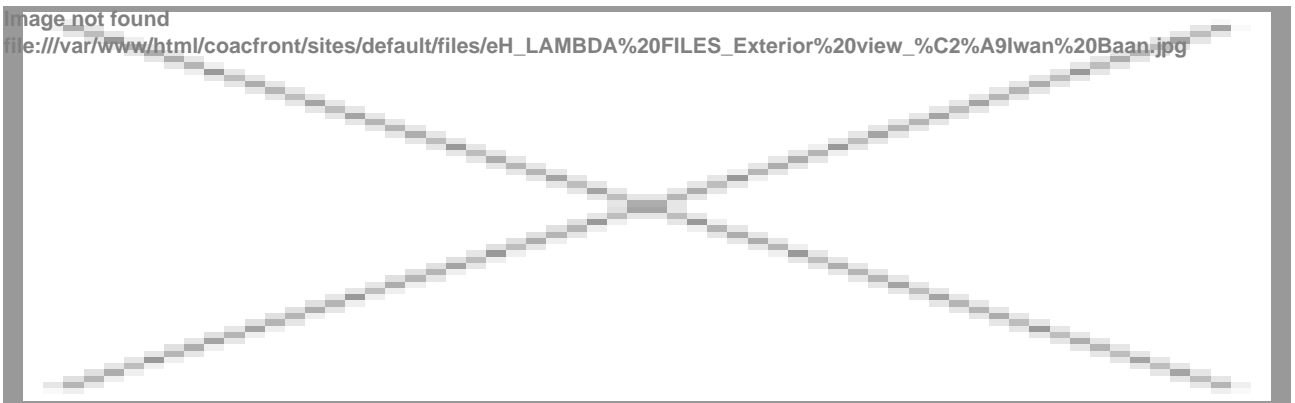 Image not found
file:///var/www/html/coacfront/sites/default/files/eH_LAMBDA%20FILES_Exterior%20view_%C2%A9Iwan%20Baan.jpg